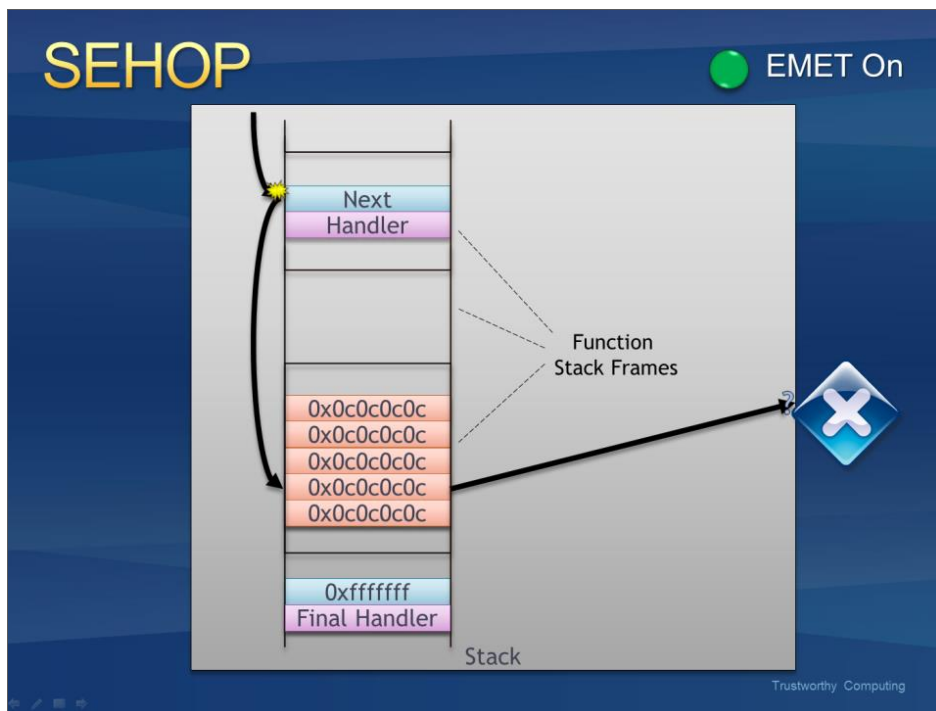 SEHOP
EMET On
Next
Handler
Function
Stack Frames
?
0x0c0c0c0c
0x0c0c0c0c
0x0c0c0c0c
0x0c0c0c0c
0x0c0c0c0c
0xfffffff
Final Handler
Stack
Trustworthy Computing